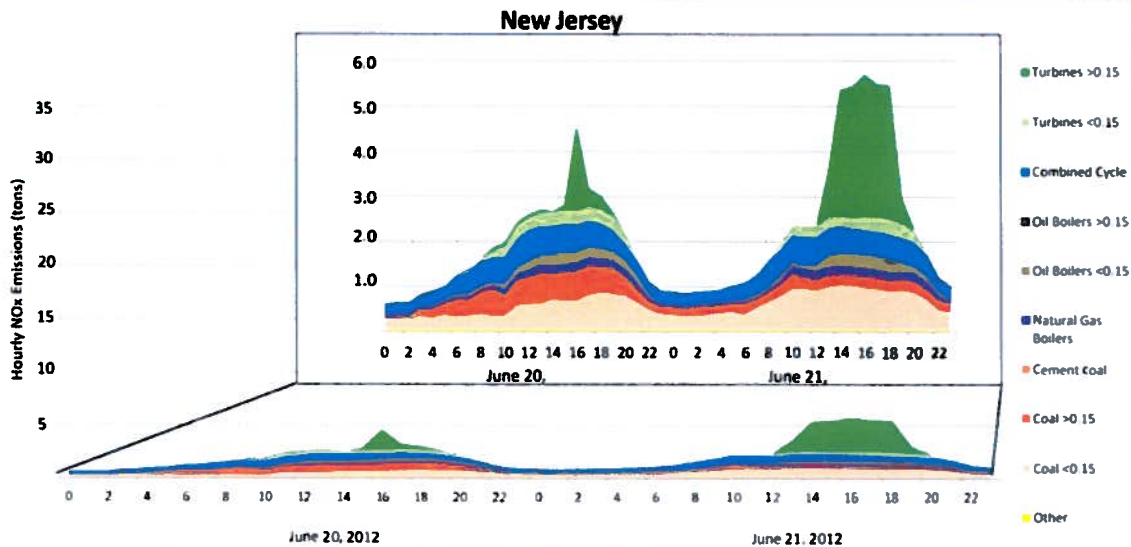 New Jersey
6.0
5.0
4.0
3.0
2.0
1.0
0 2 4 6 8 10 12 14 16 18 20 22 0 2 4 6 8 10 12 14 16 18 20 22
June 20,
June 21,
Hourly NOx Emissions (tons)
35
30
25
20
15
10
5
0 2 4 6 8 10 12 14 16 18 20 22 0 2 4 6 8 10 12 14 16 18 20 22
June 20, 2012
June 21, 2012
Turbines >0.15
Turbines <0.15
Combined Cycle
Oil Boilers >0.15
Oil Boilers <0.15
Natural Gas
Boilers
Cement coal
Coal >0.15
Coal <0.15
Other